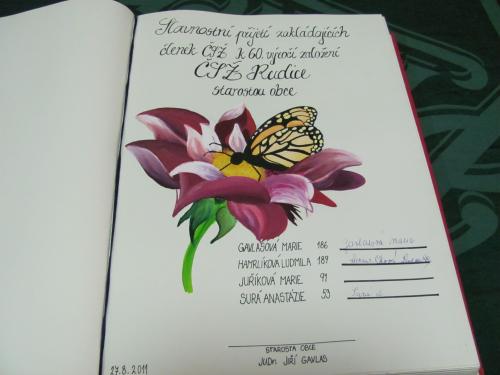 Slavnostní přijetí zakládajících
členek ČSŽ k 60. výročí založení
ČSŽ Rudice
starostou obce
GAVLASOVÁ MARIE 186
HAMRLÍKOVÁ LUDMILA 189
JUŘÍKOVÁ MARIE 91
SURÁ ANASTÁZIE 53
STAROSTA OBCE
JUDr. JIŘÍ GAVLAS
27.8.2011